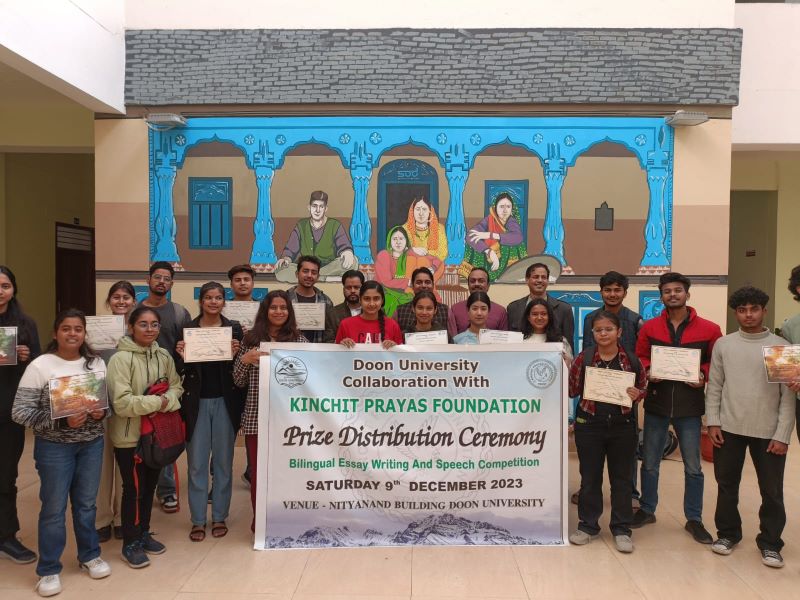 Doon University
Collaboration With
KINCHIT PRAYAS FOUNDATION
Prize Distribution Ceremony
Bilingual Essay Writing And Speech Competition
SATURDAY 9th DECEMBER 2023
VENUE - NITYANAND BUILDING DOON UNIVERSITY